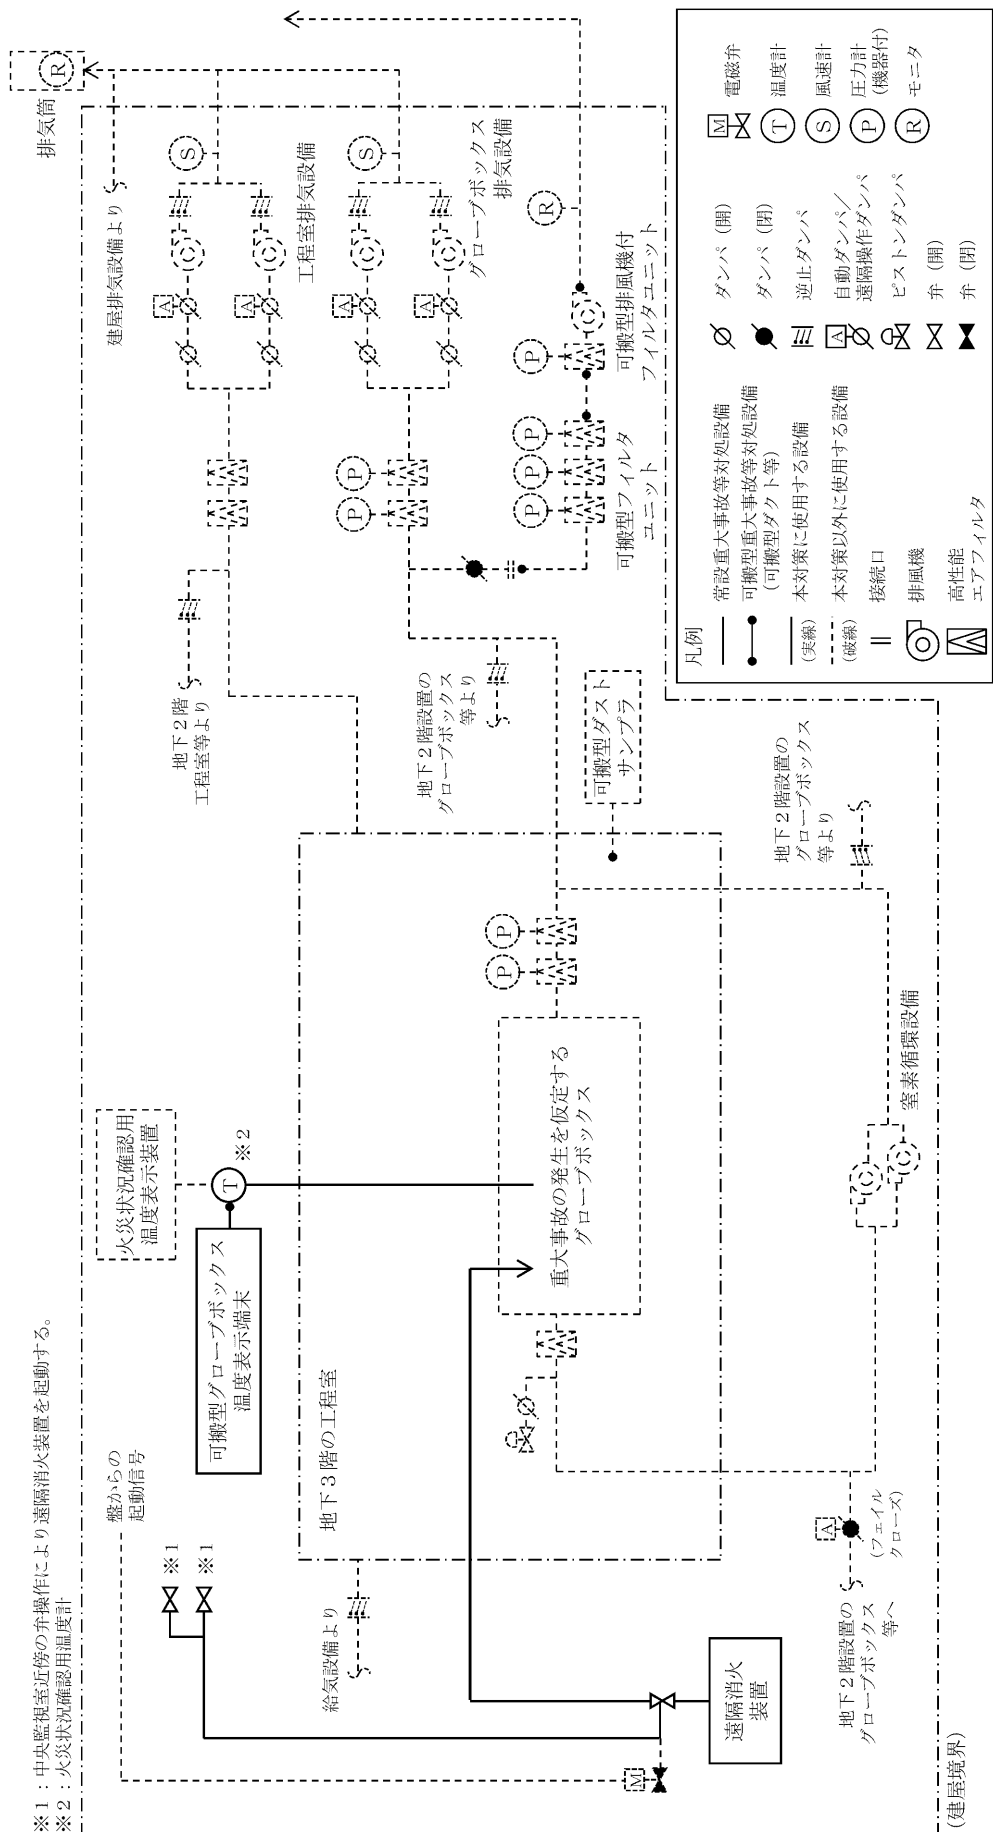 ※1：中央監視室近傍の弁操作により遠隔消火装置を起動する。
※2：火災状況確認用温度計
盤からの
起動信号
※1
※1
M
給気設備より
遠隔消火
装置
地下2階設置の
グローブボックス
等へ
A
(フェイル
クローズ)
(建屋境界)
火災状況確認用
温度表示装置
T
※2
可搬型グローブボックス
温度表示端末
地下3階の工程室
重大事故の発生を仮定する
グローブボックス
P
P
窒素循環設備
可搬型ダスト
サンプラ
地下2階設置の
グローブボックス
等より
地下2階
工程室等より
地下2階設置の
グローブボックス
等より
P
P
P
P
P
P
可搬型フィルタ
ユニット
可搬型排風機付
フィルタユニット
R
A
A
A
A
S
S
工程室排気設備
グローブボックス
排気設備
建屋排気設備より
排気筒
R
凡例
常設重大事故等対処設備
可搬型重大事故等対処設備
(可搬型ダクト等)
(実線)
本対策に使用する設備
(破線)
本対策以外に使用する設備
接続口
排風機
高性能
エアフィルタ
ダンパ (開)
ダンパ (閉)
逆止ダンパ
A
自動ダンパ／
遠隔操作ダンパ
ピストンダンパ
弁 (開)
弁 (閉)
M
電磁弁
T
温度計
S
風速計
P
圧力計
(機器付)
R
モニタ